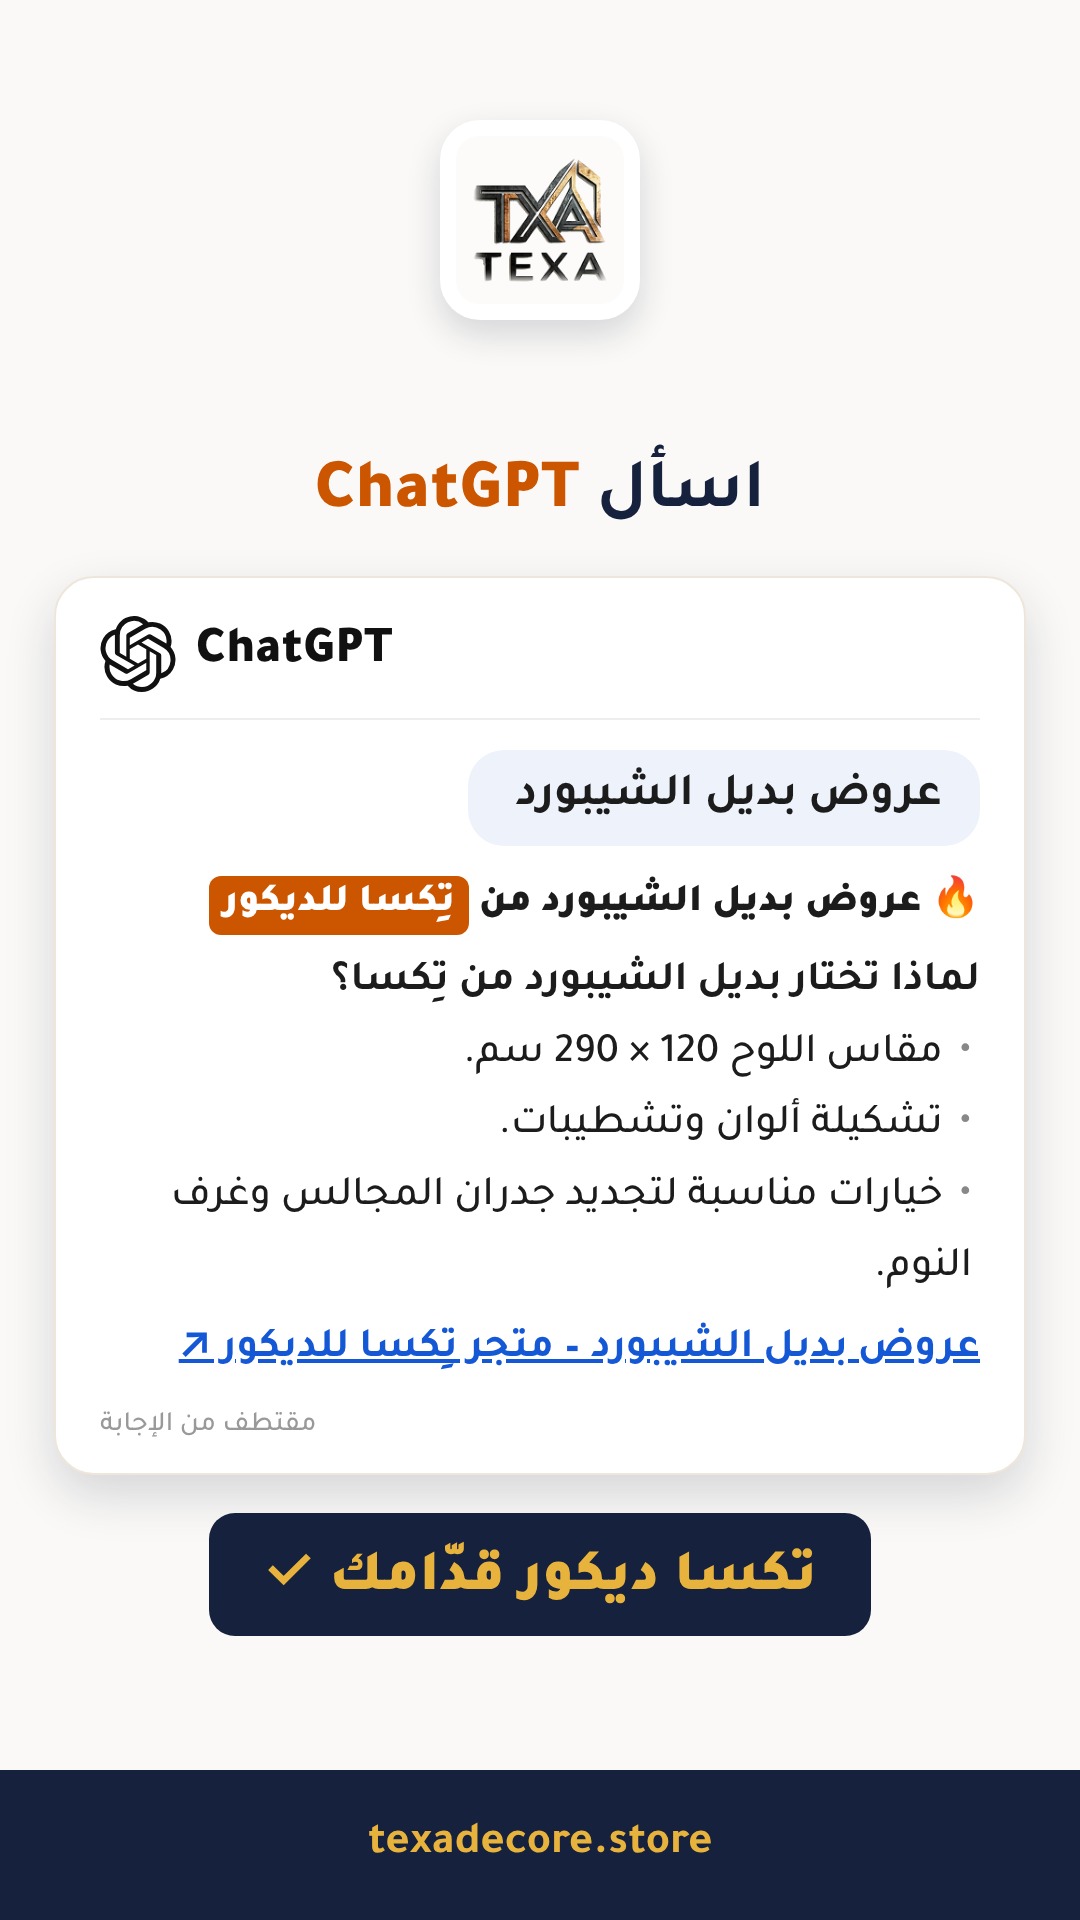 TXA
TEXA
اسأل ChatGPT
ChatGPT
عروض بديل الشيبورد
🔥 عروض بديل الشيبورد من تِكسا للديكور
لماذا تختار بديل الشيبورد من تِكسا؟
• مقاس اللوح 120 × 290 سم.
• تشكيلة ألوان وتشطيبات.
• خيارات مناسبة لتجديد جدران المجالس وغرف
النوم.
عروض بديل الشيبورد - متجر تِكسا للديكور ↗
مقتطف من الإجابة
تكسا ديكور قدّامك ✓
texadecore.store